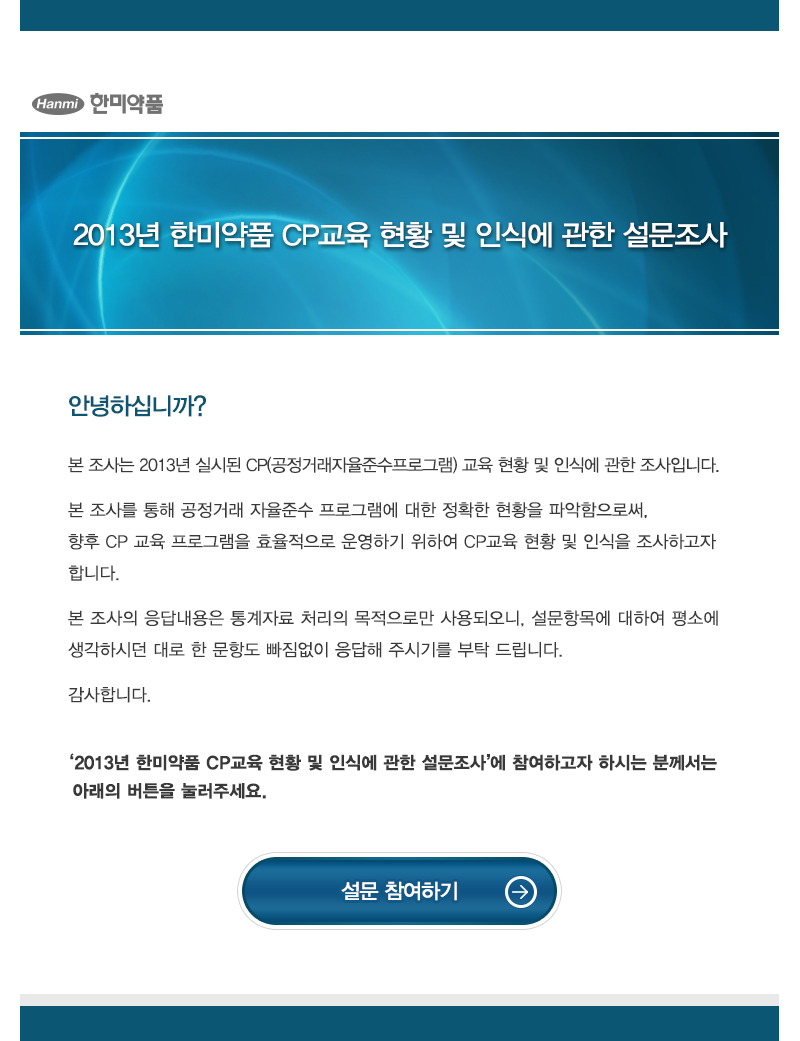 Hanmi 한미약품
2013년 한미약품 CP교육 현황 및 인식에 관한 설문조사
안녕하십니까?
본 조사는 2013년 실시된 CP(공정거래자율준수프로그램) 교육 현황 및 인식에 관한 조사입니다.
본 조사를 통해 공정거래 자율준수 프로그램에 대한 정확한 현황을 파악함으로써,
향후 CP 교육 프로그램을 효율적으로 운영하기 위하여 CP교육 현황 및 인식을 조사하고자
합니다.
본 조사의 응답내용은 통계자료 처리의 목적으로만 사용되오니, 설문항목에 대하여 평소에
생각하시던 대로 한 문항도 빠짐없이 응답해 주시기를 부탁 드립니다.
감사합니다.
‘2013년 한미약품 CP교육 현황 및 인식에 관한 설문조사’에 참여하고자 하시는 분께서는
아래의 버튼을 눌러주세요.
설문 참여하기